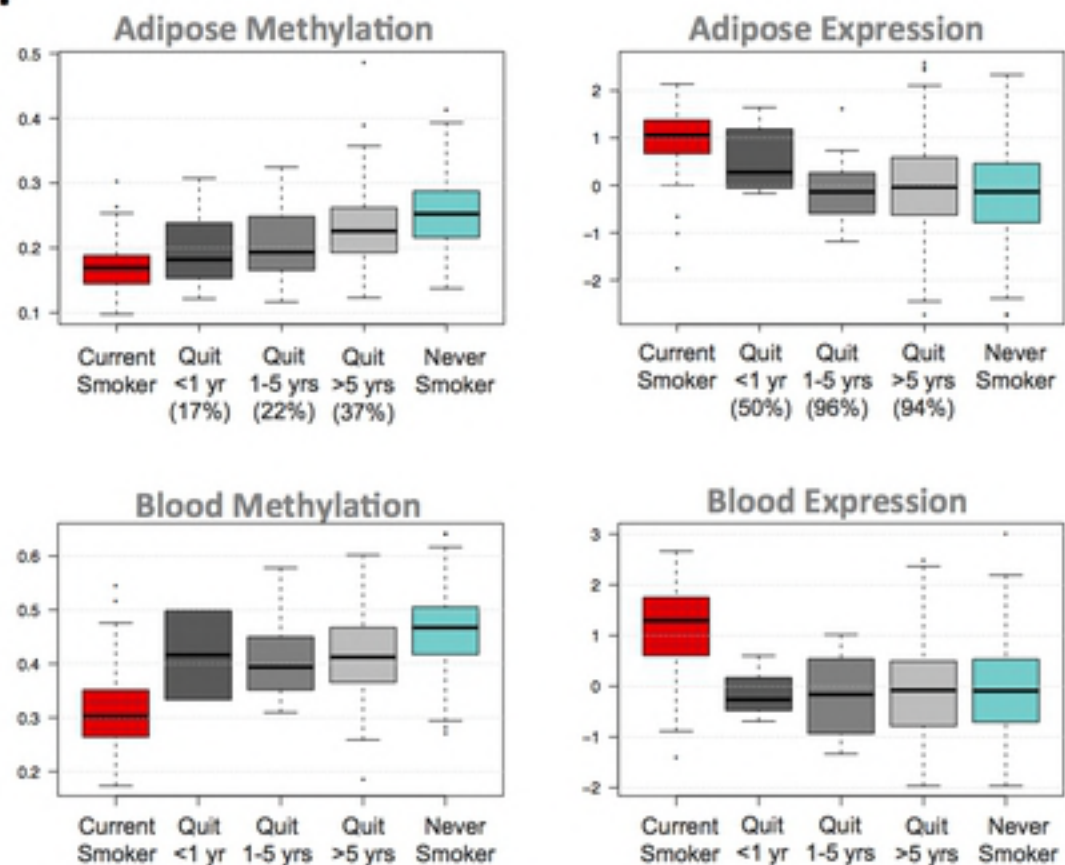 Adipose Methylation
0.5
0.4
0.3
0.2
0.1
Current Smoker
Quit <1 yr (17%)
Quit 1-5 yrs (22%)
Quit >5 yrs (37%)
Never Smoker
Adipose Expression
2
1
0
−1
−2
Current Smoker
Quit <1 yr (50%)
Quit 1-5 yrs (96%)
Quit >5 yrs (94%)
Never Smoker
Blood Methylation
0.6
0.5
0.4
0.3
0.2
Current Smoker
Quit <1 yr
Quit 1-5 yrs
Quit >5 yrs
Never Smoker
Blood Expression
3
2
1
0
−1
−2
Current Smoker
Quit <1 yr
Quit 1-5 yrs
Quit >5 yrs
Never Smoker